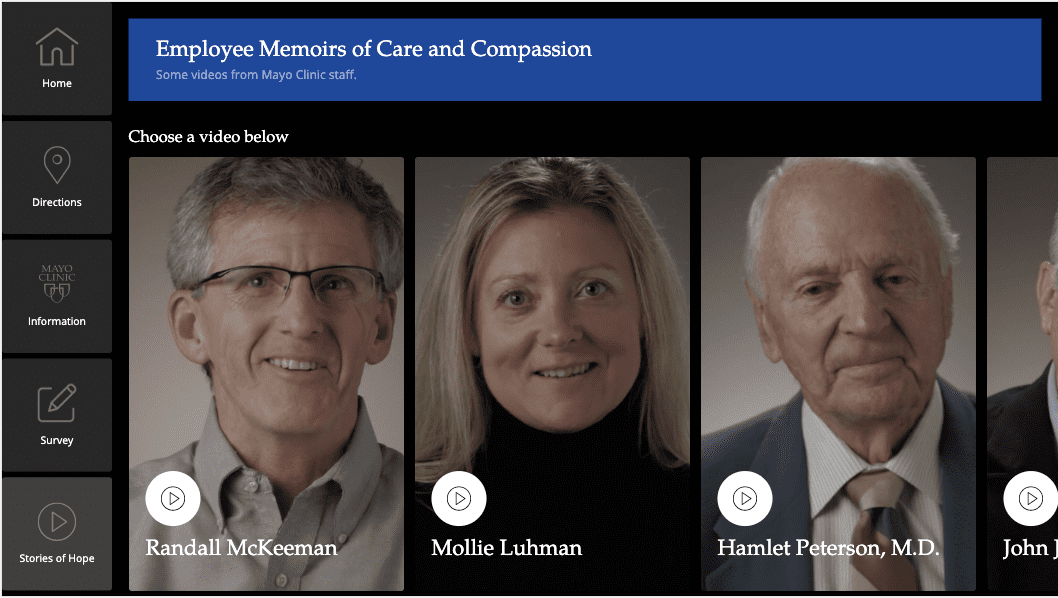 Home
Directions
MAYO
CLINIC
Information
Survey
Stories of Hope
Employee Memoirs of Care and Compassion
Some videos from Mayo Clinic staff.
Choose a video below
Randall McKeeman
Mollie Luhman
Hamlet Peterson, M.D.
John J